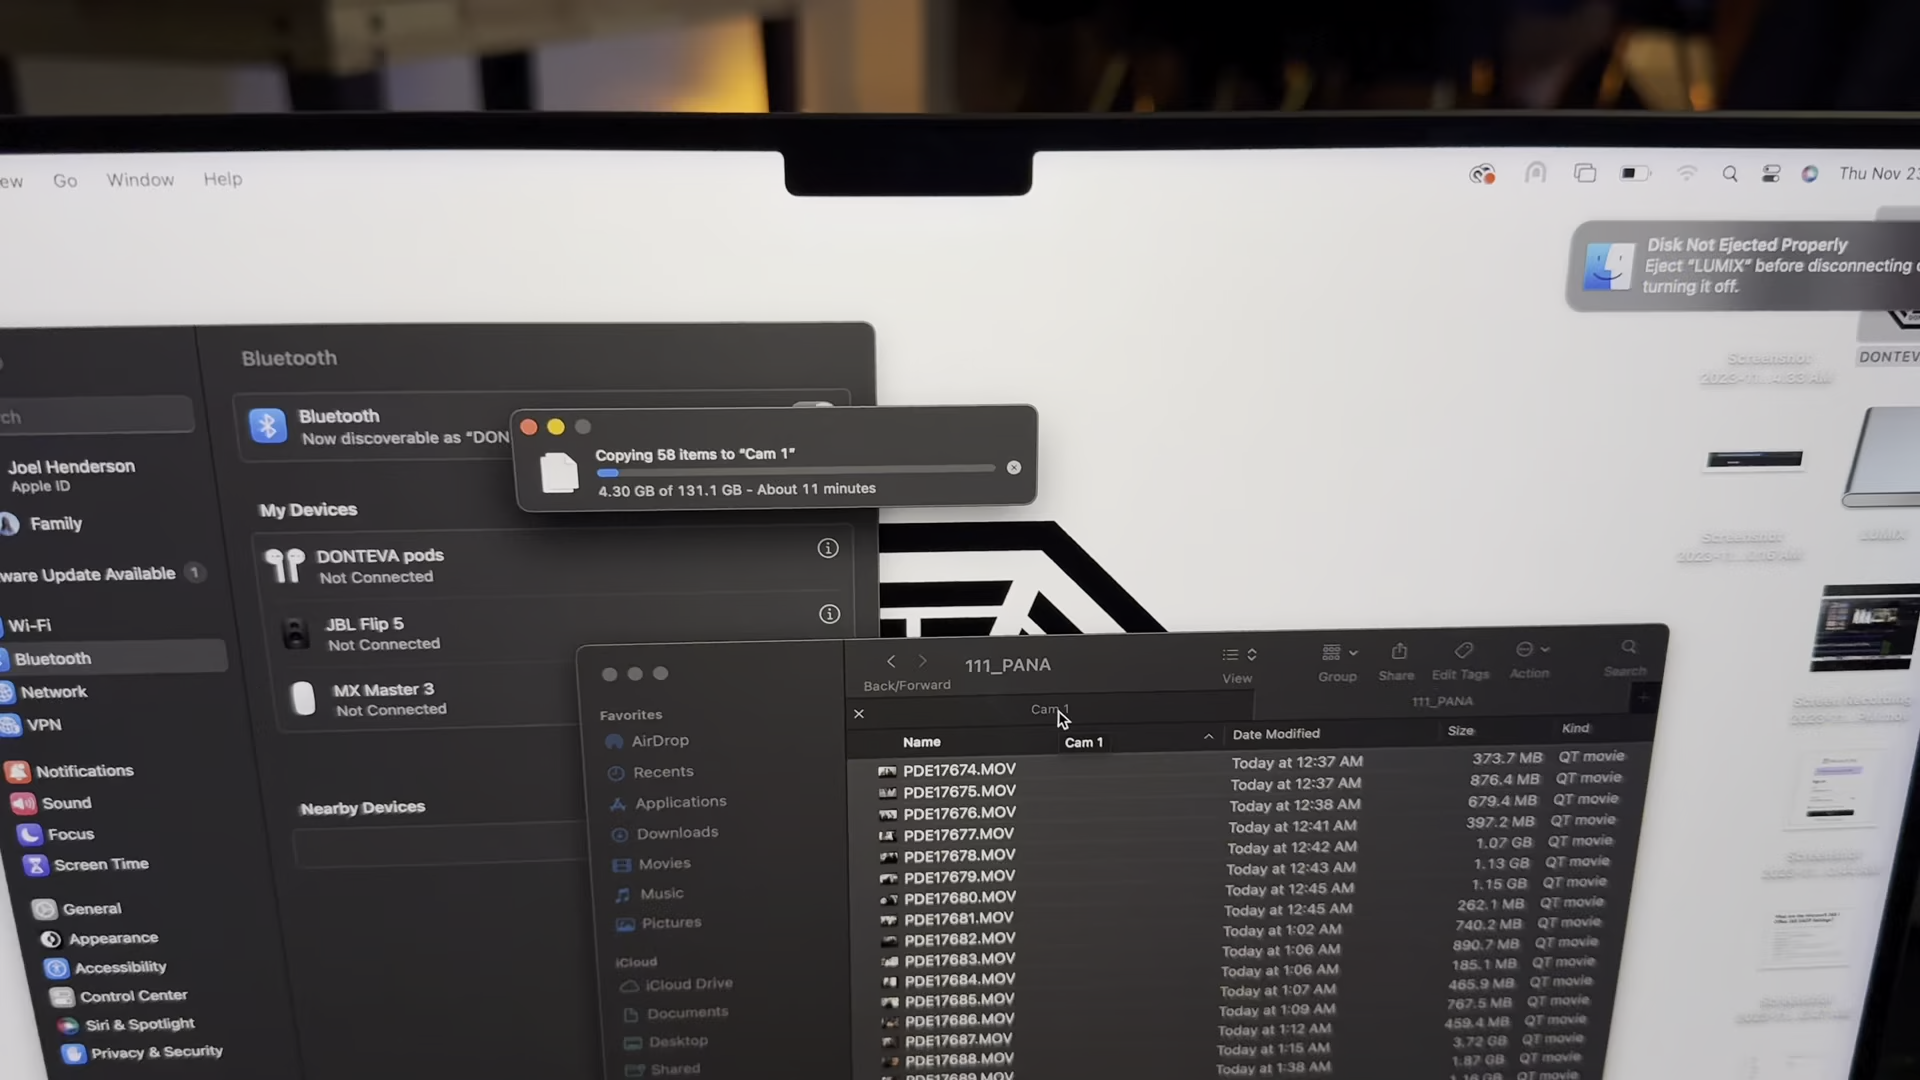 ew Go Window Help
Thu Nov 23
Disk Not Ejected Properly
Eject "LUMIX" before disconnecting
turning it off.
DONTEV
Screenshot
LUMIX
Screenshot
Bluetooth
Bluetooth
Now discoverable as "DON
Copying 58 items to "Cam 1"
4.30 GB of 131.1 GB - About 11 minutes
ch
Joel Henderson
Apple ID
Family
ware Update Available 1
Wi-Fi
Bluetooth
Network
VPN
Notifications
Sound
Focus
Screen Time
General
Appearance
Accessibility
Control Center
Siri & Spotlight
Privacy & Security
My Devices
DONTEVA pods
Not Connected
JBL Flip 5
Not Connected
MX Master 3
Not Connected
Nearby Devices
Favorites
AirDrop
Recents
Applications
Downloads
Movies
Music
Pictures
iCloud
iCloud Drive
Documents
Desktop
Shared
Back/Forward
111_PANA
View
Group
Share
Edit Tags
Action
Search
Cam 1
111_PANA
Name
Cam 1
Date Modified
Size
Kind
PDE17674.MOV Today at 12:37 AM 373.7 MB QT movie
PDE17675.MOV Today at 12:37 AM 876.4 MB QT movie
PDE17676.MOV Today at 12:38 AM 679.4 MB QT movie
PDE17677.MOV Today at 12:41 AM 397.2 MB QT movie
PDE17678.MOV Today at 12:42 AM 1.07 GB QT movie
PDE17679.MOV Today at 12:43 AM 1.13 GB QT movie
PDE17680.MOV Today at 12:45 AM 1.15 GB QT movie
PDE17681.MOV Today at 12:45 AM 262.1 MB QT movie
PDE17682.MOV Today at 1:02 AM 740.2 MB QT movie
PDE17683.MOV Today at 1:06 AM 890.7 MB QT movie
PDE17684.MOV Today at 1:06 AM 185.1 MB QT movie
PDE17685.MOV Today at 1:07 AM 465.9 MB QT movie
PDE17686.MOV Today at 1:09 AM 767.5 MB QT movie
PDE17687.MOV Today at 1:12 AM 459.4 MB QT movie
PDE17688.MOV Today at 1:15 AM 3.72 GB QT movie
PDE17689.MOV Today at 1:38 AM 1.87 GB QT movie